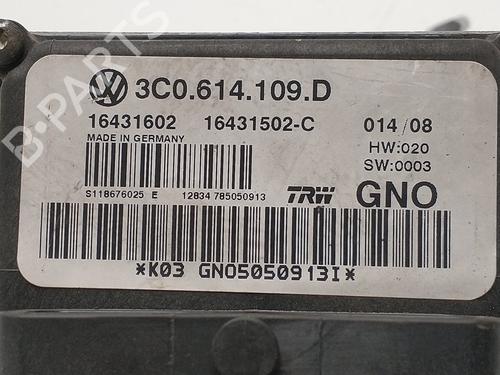 B-PARTS
3C0.614.109.D
16431602 16431502-C 014/08
MADE IN GERMANY HW:020
SW:0003
S118676025 E 12834 785050913 TRW GNO
*K03 GNO5050913I*